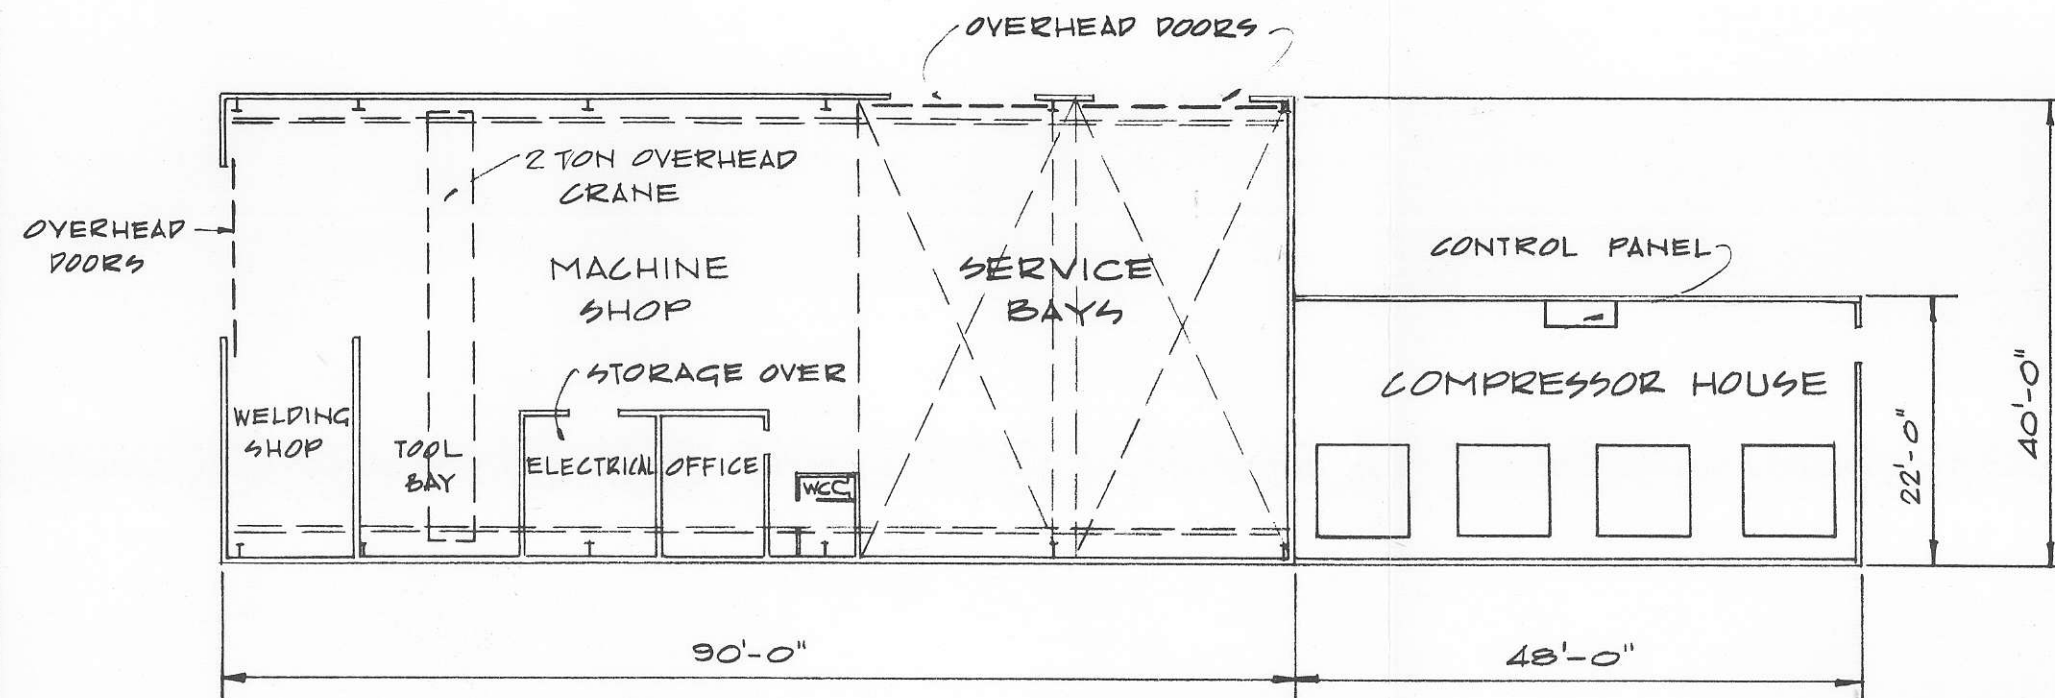 OVERHEAD DOORS
2 TON OVERHEAD
CRANE
OVERHEAD
DOORS
MACHINE
SHOP
SERVICE
BAYS
CONTROL PANEL
STORAGE OVER
COMPRESSOR HOUSE
WELDING
SHOP
TOOL
BAY
ELECTRICAL
OFFICE
WCC
22'-0"
40'-0"
90'-0"
48'-0"